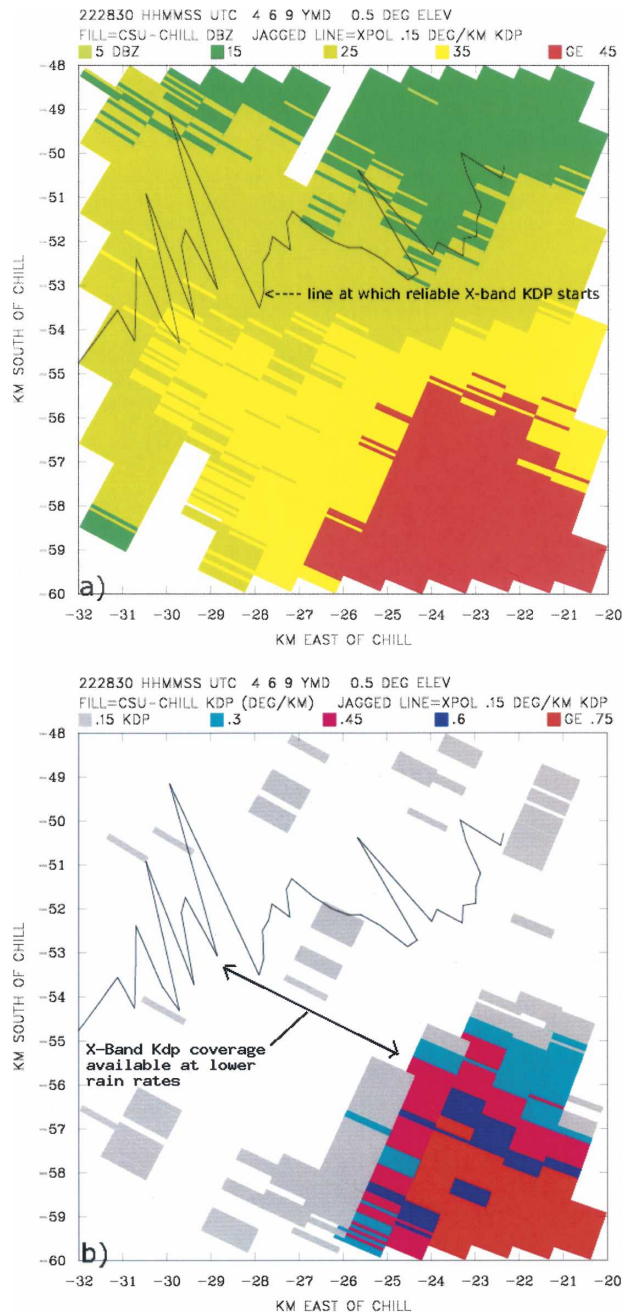 222830 HHMMSS UTC 4 6 9 YMD 0.5 DEG ELEV
FILL=CSU-CHILL DBZ JAGGED LINE=XPOL .15 DEG/KM KDP
5 DBZ 15 25 35 GE 45
-48
-49
-50
-51
-52
-53
-54
-55
-56
-57
-58
-59
-60
KM SOUTH OF CHILL
<---- line at which reliable X-band KDP starts
a)
-32 -31 -30 -29 -28 -27 -26 -25 -24 -23 -22 -21 -20
KM EAST OF CHILL
222830 HHMMSS UTC 4 6 9 YMD 0.5 DEG ELEV
FILL=CSU-CHILL KDP (DEG/KM) JAGGED LINE=XPOL .15 DEG/KM KDP
.15 KDP .3 .45 .6 GE .75
-48
-49
-50
-51
-52
-53
-54
-55
-56
-57
-58
-59
-60
KM SOUTH OF CHILL
X-Band Kdp coverage
available at lower
rain rates
b)
-32 -31 -30 -29 -28 -27 -26 -25 -24 -23 -22 -21 -20
KM EAST OF CHILL